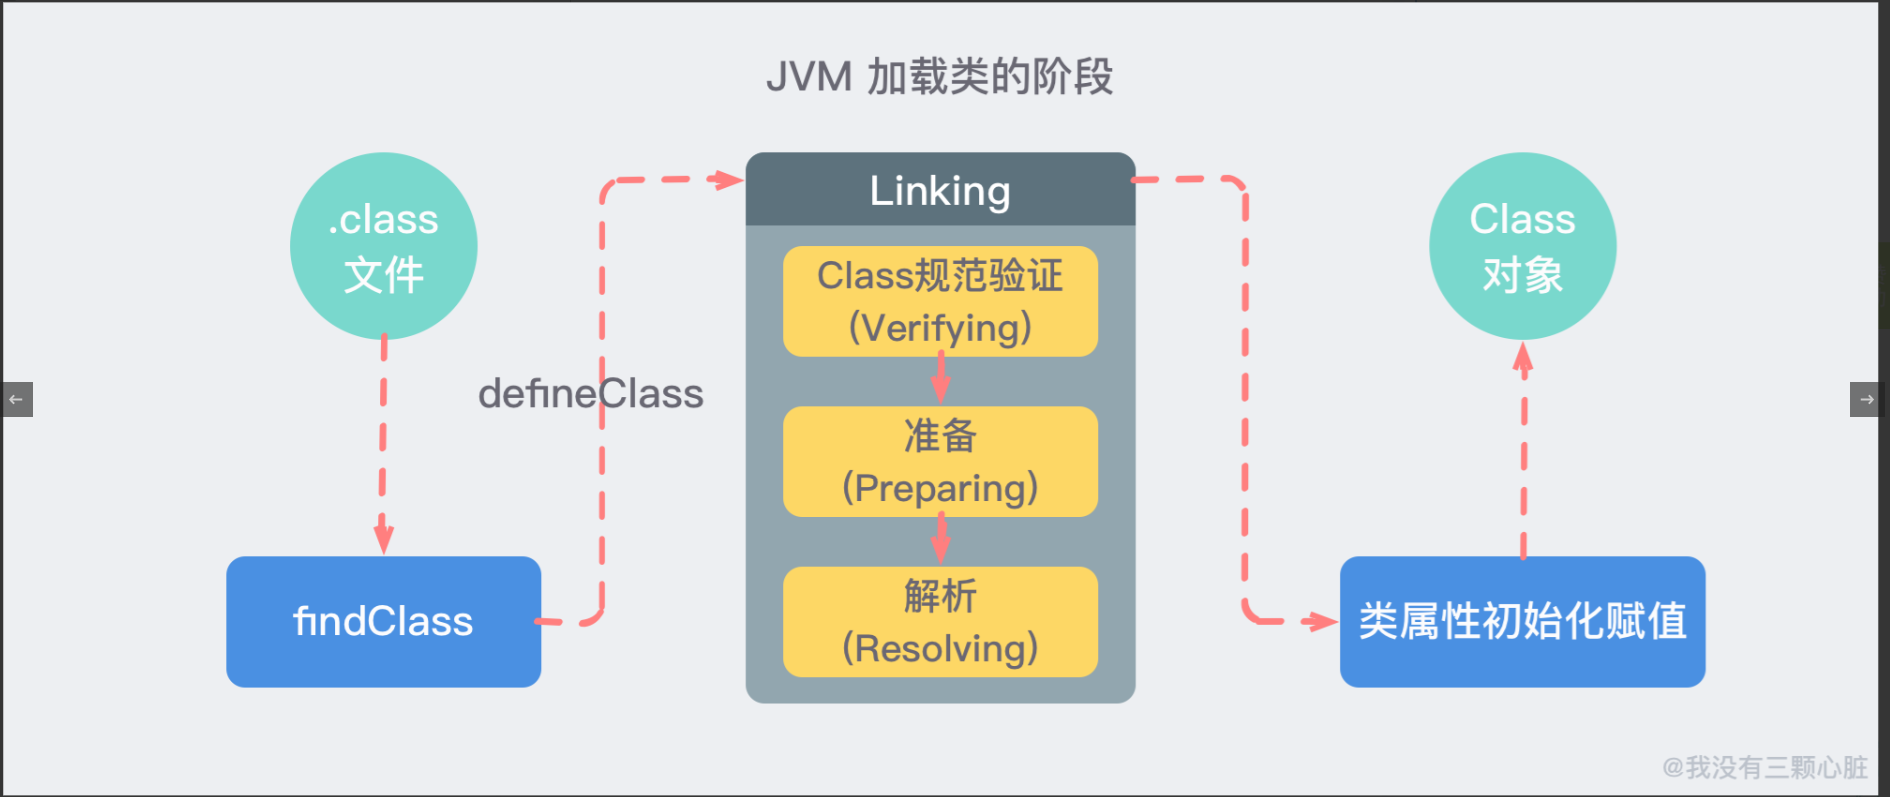 JVM 加载类的阶段
.class
文件
findClass
defineClass
Linking
Class规范验证
(Verifying)
准备
(Preparing)
解析
(Resolving)
类属性初始化赋值
Class
对象
@我没有三颗心脏